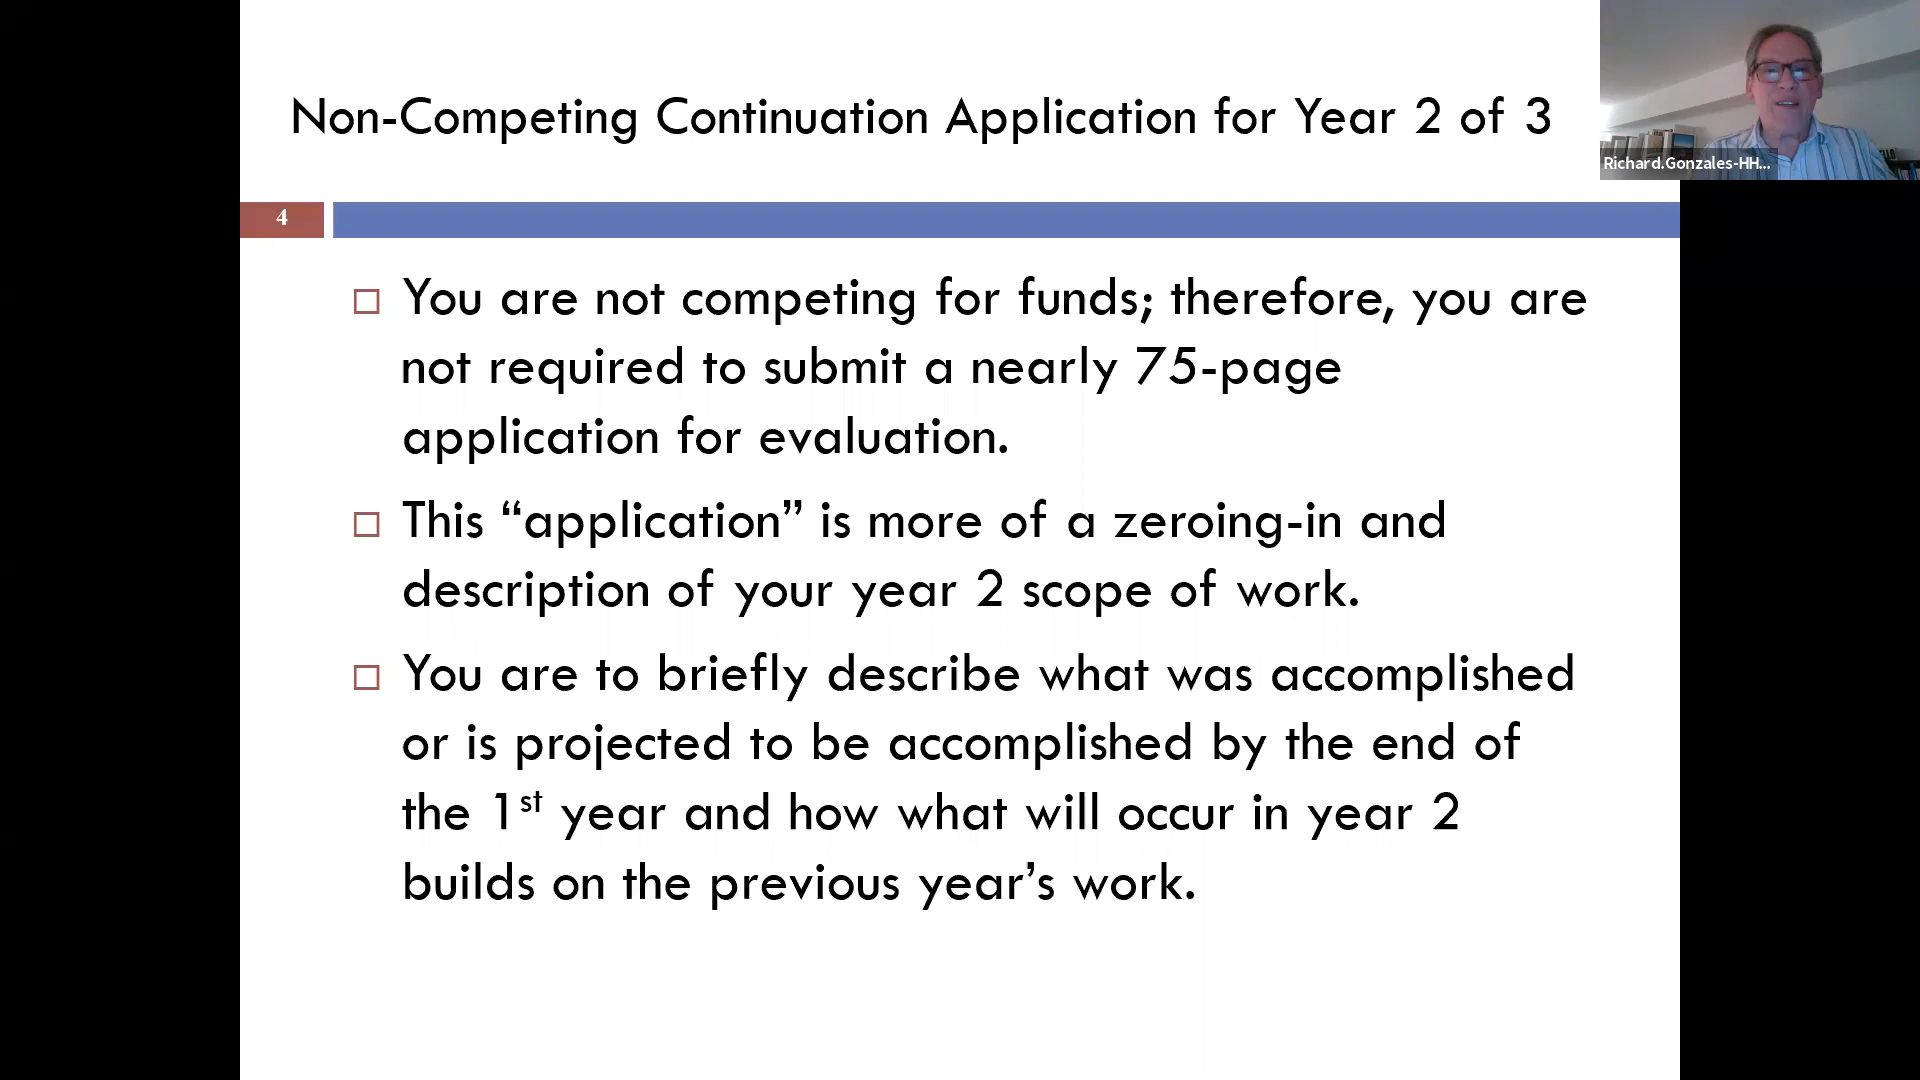 Non-Competing Continuation Application for Year 2 of 3
Richard.Gonzales-HH...
4
You are not competing for funds; therefore, you are
not required to submit a nearly 75-page
application for evaluation.
This “application” is more of a zeroing-in and
description of your year 2 scope of work.
You are to briefly describe what was accomplished
or is projected to be accomplished by the end of
the 1st year and how what will occur in year 2
builds on the previous year’s work.